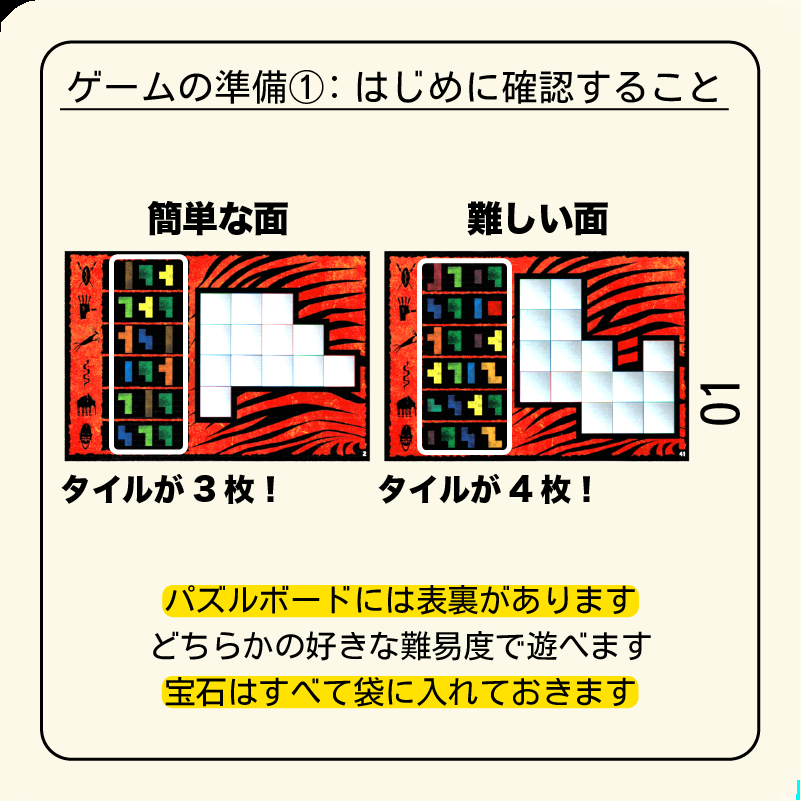 ゲームの準備①：はじめに確認すること
簡単な面
難しい面
2
41
01
タイルが3枚！
タイルが4枚！
パズルボードには表裏があります
どちらかの好きな難易度で遊べます
宝石はすべて袋に入れておきます